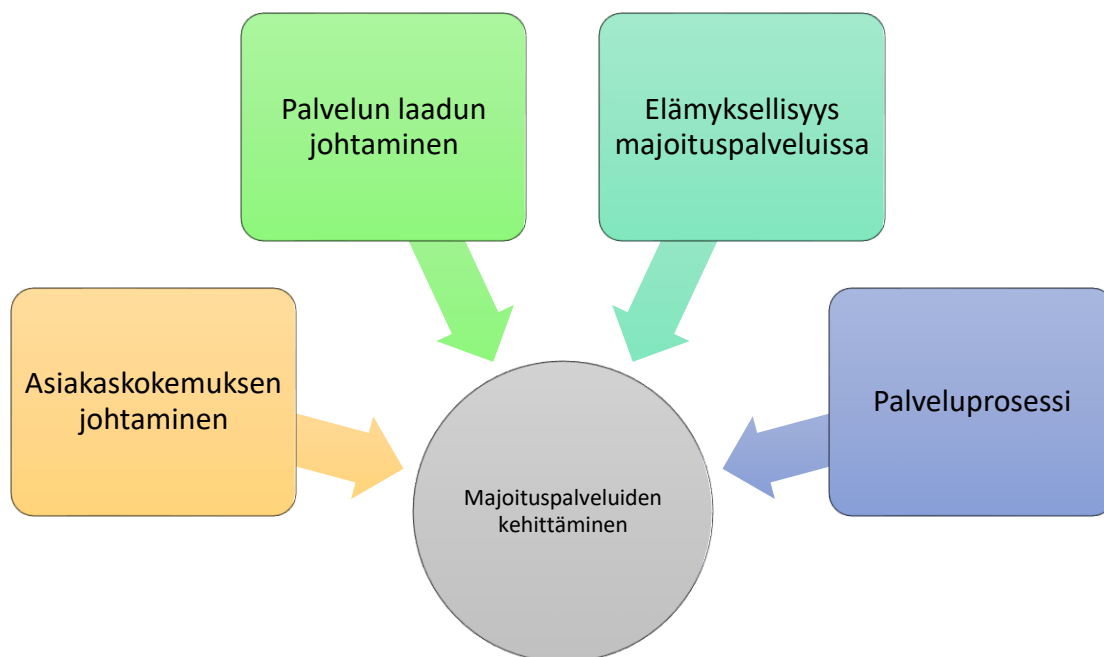 Palvelun laadun
johtaminen
Elämyksellisyys
majoituspalveluissa
Asiakaskokemuksen
johtaminen
Palveluprosessi
Majoituspalveluiden
kehittäminen